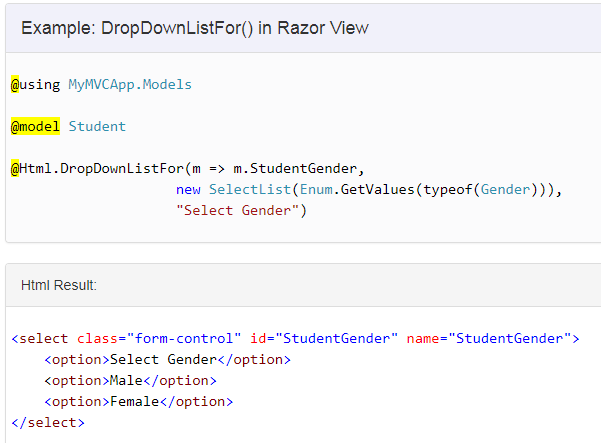 Example: DropDownListFor() in Razor View
@using MyMVCApp.Models
@model Student
@Html.DropDownListFor(m => m.StudentGender,
new SelectList(Enum.GetValues(typeof(Gender))),
"Select Gender")
Html Result:
<select class="form-control" id="StudentGender" name="StudentGender">
<option>Select Gender</option>
<option>Male</option>
<option>Female</option>
</select>